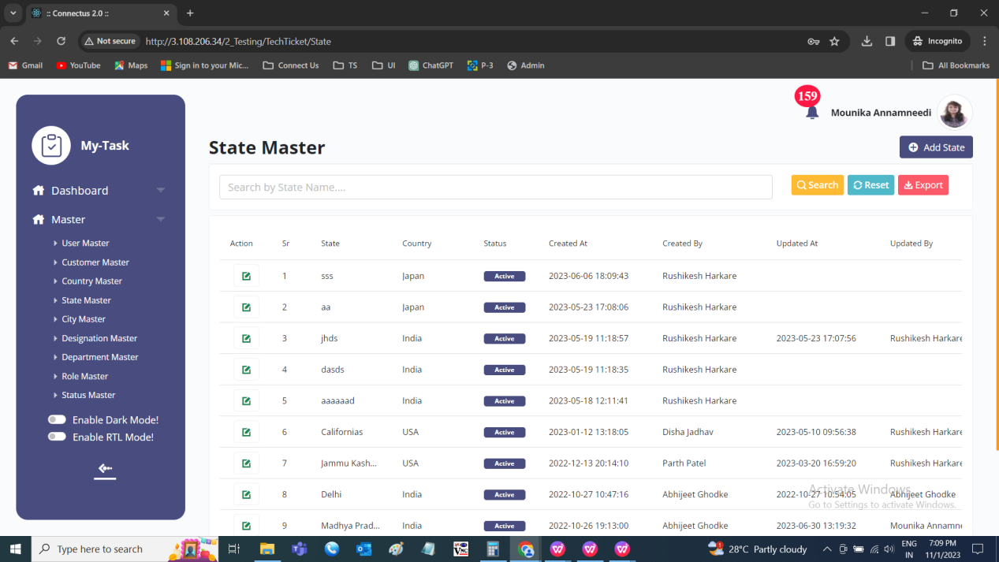 :: Connectus 2.0 ::
Not secure http://3.108.206.34/2_Testing/TechTicket/State Incognito
Gmail YouTube Maps Sign in to your Mic... Connect Us TS UI ChatGPT P-3 Admin All Bookmarks
159
Mounika Annamneedi
My-Task
State Master
Add State
Search by State Name.... Search Reset Export
Dashboard
Master
User Master
Customer Master
Country Master
State Master
City Master
Designation Master
Department Master
Role Master
Status Master
Enable Dark Mode!
Enable RTL Mode!
Action Sr State Country Status Created At Created By Updated At Updated By
1 sss Japan Active 2023-06-06 18:09:43 Rushikesh Harkare
2 aa Japan Active 2023-05-23 17:08:06 Rushikesh Harkare
3 jhds India Active 2023-05-19 11:18:57 Rushikesh Harkare 2023-05-23 17:07:56 Rushikesh Harkare
4 dasds India Active 2023-05-19 11:18:35 Rushikesh Harkare
5 aaaaaad India Active 2023-05-18 12:11:41 Rushikesh Harkare
6 Californias USA Active 2023-01-12 13:18:05 Disha Jadhav 2023-05-10 09:56:38 Rushikesh Harkare
7 Jammu Kash... USA Active 2022-12-13 20:14:10 Parth Patel 2023-03-20 16:59:20 Rushikesh Harkare
8 Delhi India Active 2022-10-27 10:47:16 Abhijeet Ghodke 2022-10-27 10:54:05 Abhijeet Ghodke
9 Madhya Prad... India Active 2022-10-26 19:13:00 Abhijeet Ghodke 2023-06-30 13:19:32 Mounika Annamne
Activate Windows
Go to Settings to activate Windows.
Type here to search
28°C Partly cloudy
ENG
IN
7:09 PM
11/1/2023